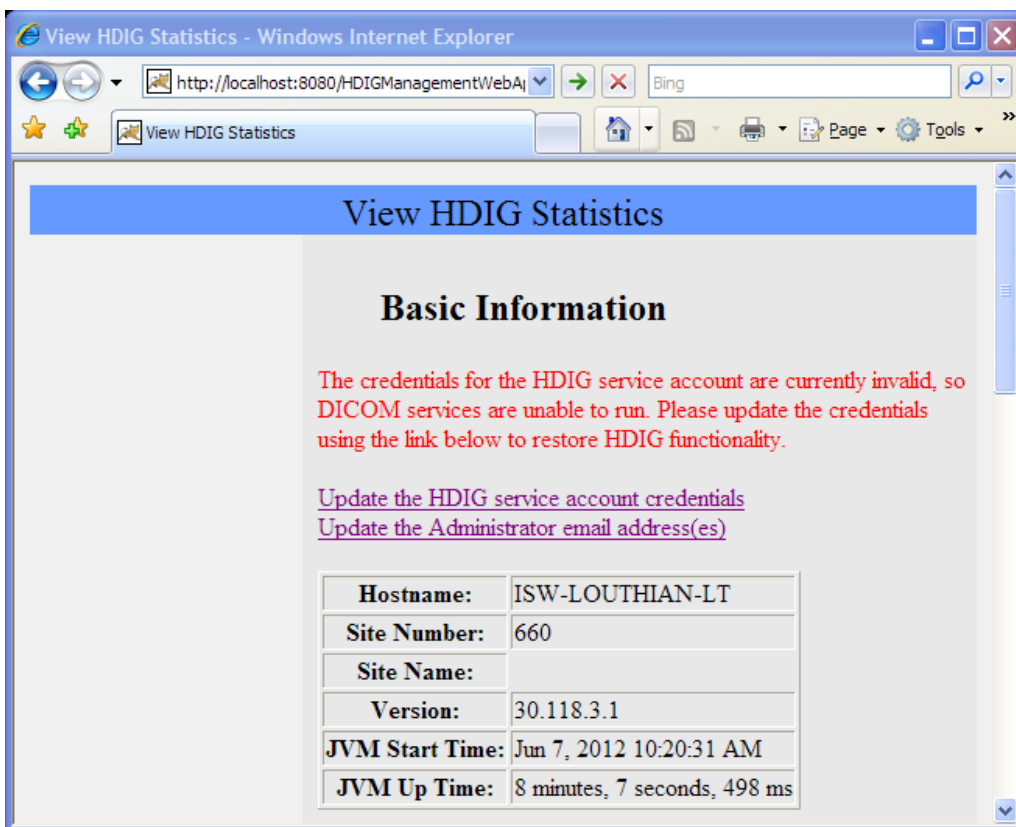 View HDIG Statistics - Windows Internet Explorer
http://localhost:8080/HDIGManagementWebA
Bing
View HDIG Statistics
Page
Tools
»
View HDIG Statistics
Basic Information
The credentials for the HDIG service account are currently invalid, so
DICOM services are unable to run. Please update the credentials
using the link below to restore HDIG functionality.
Update the HDIG service account credentials
Update the Administrator email address(es)
Hostname: ISW-LOUTHIAN-LT
Site Number: 660
Site Name:
Version: 30.118.3.1
JVM Start Time: Jun 7, 2012 10:20:31 AM
JVM Up Time: 8 minutes, 7 seconds, 498 ms